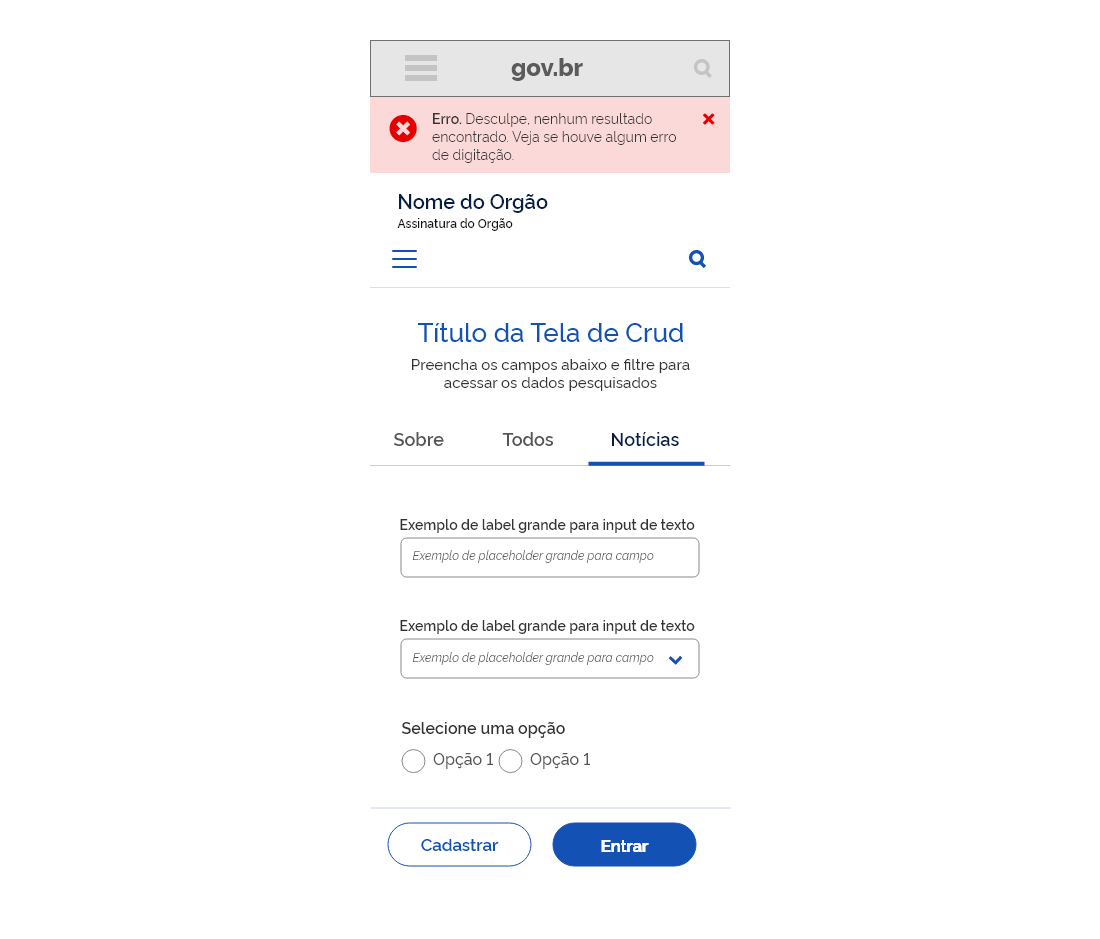 gov.br
Erro. Desculpe, nenhum resultado
encontrado. Veja se houve algum erro
de digitação.
Nome do Orgão
Assinatura do Orgão
Título da Tela de Crud
Preencha os campos abaixo e filtre para
acessar os dados pesquisados
Sobre Todos Notícias
Exemplo de label grande para input de texto
Exemplo de placeholder grande para campo
Exemplo de label grande para input de texto
Exemplo de placeholder grande para campo
Selecione uma opção
Opção 1 Opção 1
Cadastrar Entrar